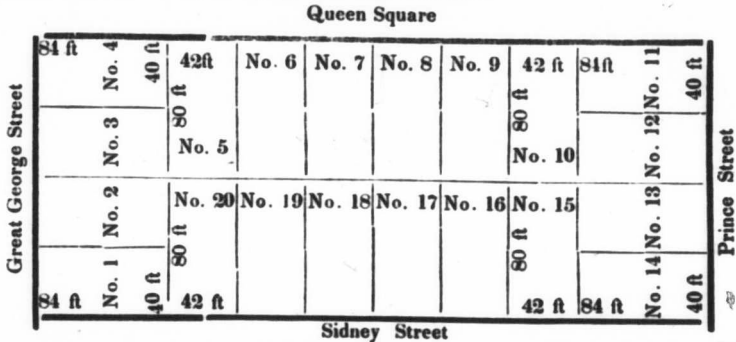 Queen Square
84 ft
No. 4
40 ft
42ft
No. 6
No. 7
No. 8
No. 9
42 ft
84ft
No. 11
40 ft
80 ft
80 ft
No. 3
No. 5
No. 10
No. 12
Great George Street
Prince Street
No. 2
No. 20
No. 19
No. 18
No. 17
No. 16
No. 15
No. 13
80 ft
80 ft
84 ft
No. 1
40 ft
42 ft
42 ft
84 ft
No. 14
40 ft
Sidney Street